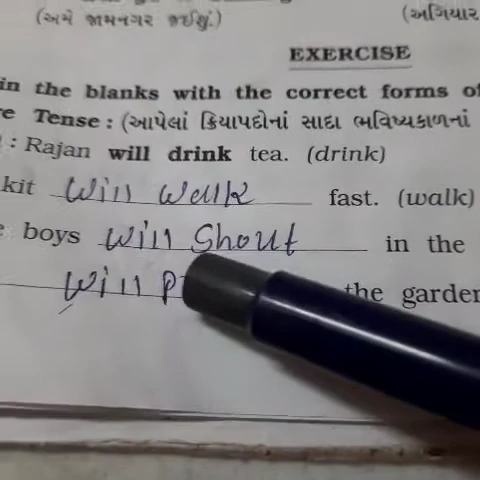 (અમે જામનગર જઈશું.) (અગિયાર
EXERCISE
in the blanks with the correct forms of
re Tense : (આપેલાં ક્રિયાપદોનાં સાદા ભવિષ્યકાળનાં
: Rajan will drink tea. (drink)
kit will walk fast. (walk)
e boys will shout in the
will p the garden